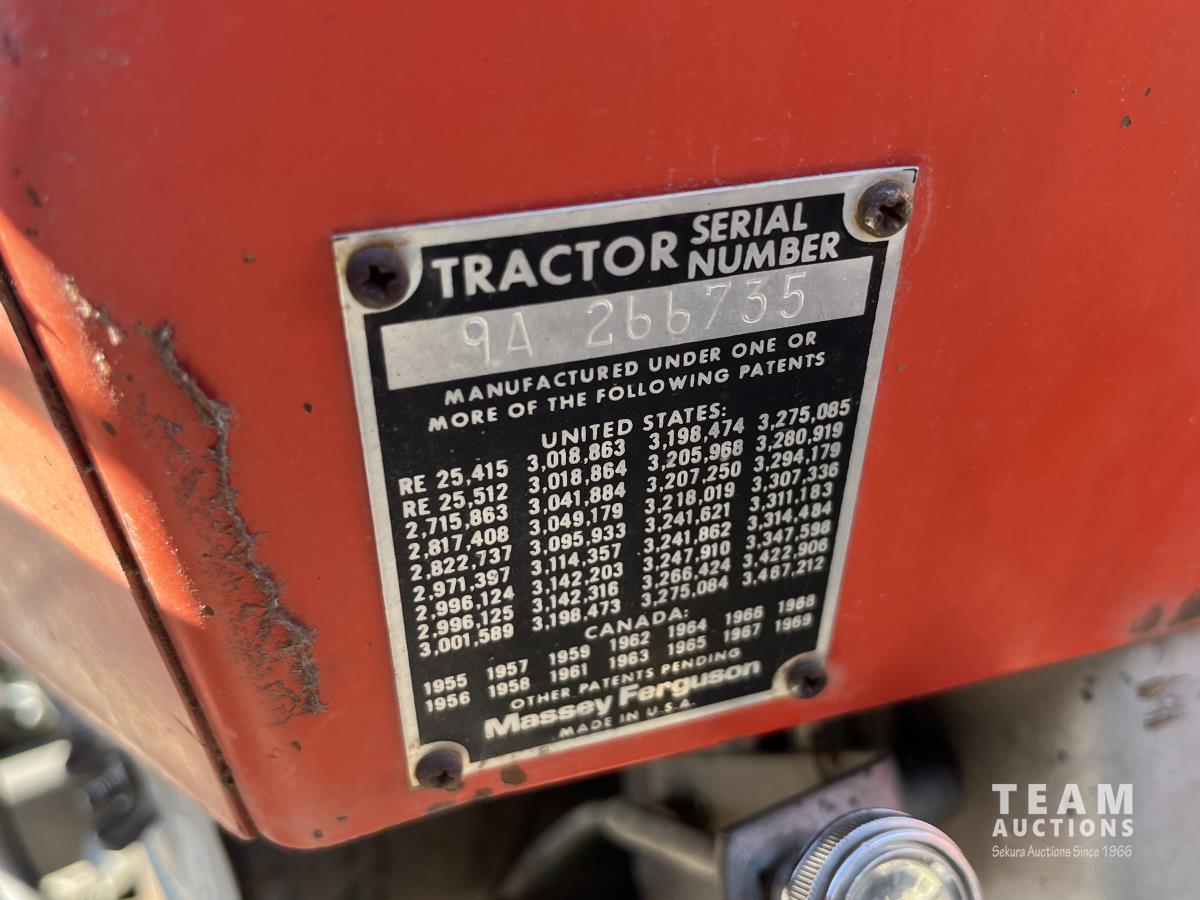 TRACTOR SERIAL NUMBER
9A 266735
MANUFACTURED UNDER ONE OR
MORE OF THE FOLLOWING PATENTS
UNITED STATES:
RE 25,415 3,018,863 3,198,474 3,275,085
RE 25,512 3,018,864 3,205,968 3,280,919
2,715,863 3,041,884 3,207,250 3,294,179
2,817,408 3,049,179 3,218,019 3,307,336
2,822,737 3,095,933 3,241,621 3,311,183
2,971,397 3,114,357 3,241,862 3,314,484
2,996,124 3,142,203 3,247,910 3,347,598
2,996,125 3,142,316 3,266,424 3,422,906
3,001,589 3,198,473 3,275,084 3,467,212
CANADA:
1955 1957 1959 1962 1964 1966 1968
1956 1958 1961 1963 1965 1967 1969
OTHER PATENTS PENDING
Massey Ferguson
MADE IN U.S.A.
TEAM
AUCTIONS
Sekura Auctions Since 1966